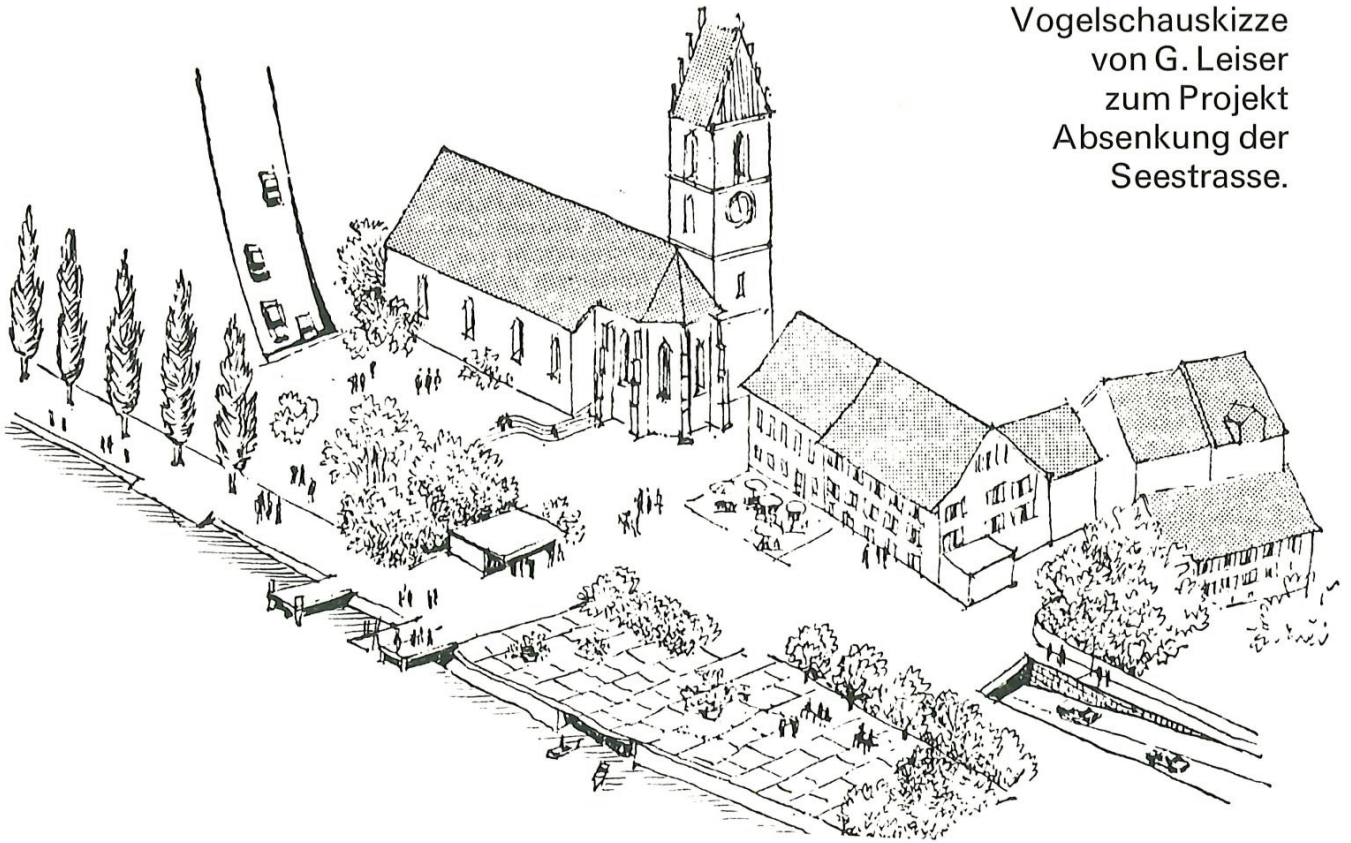 Vogelschauskizze
von G. Leiser
zum Projekt
Absenkung der
Seestrasse.